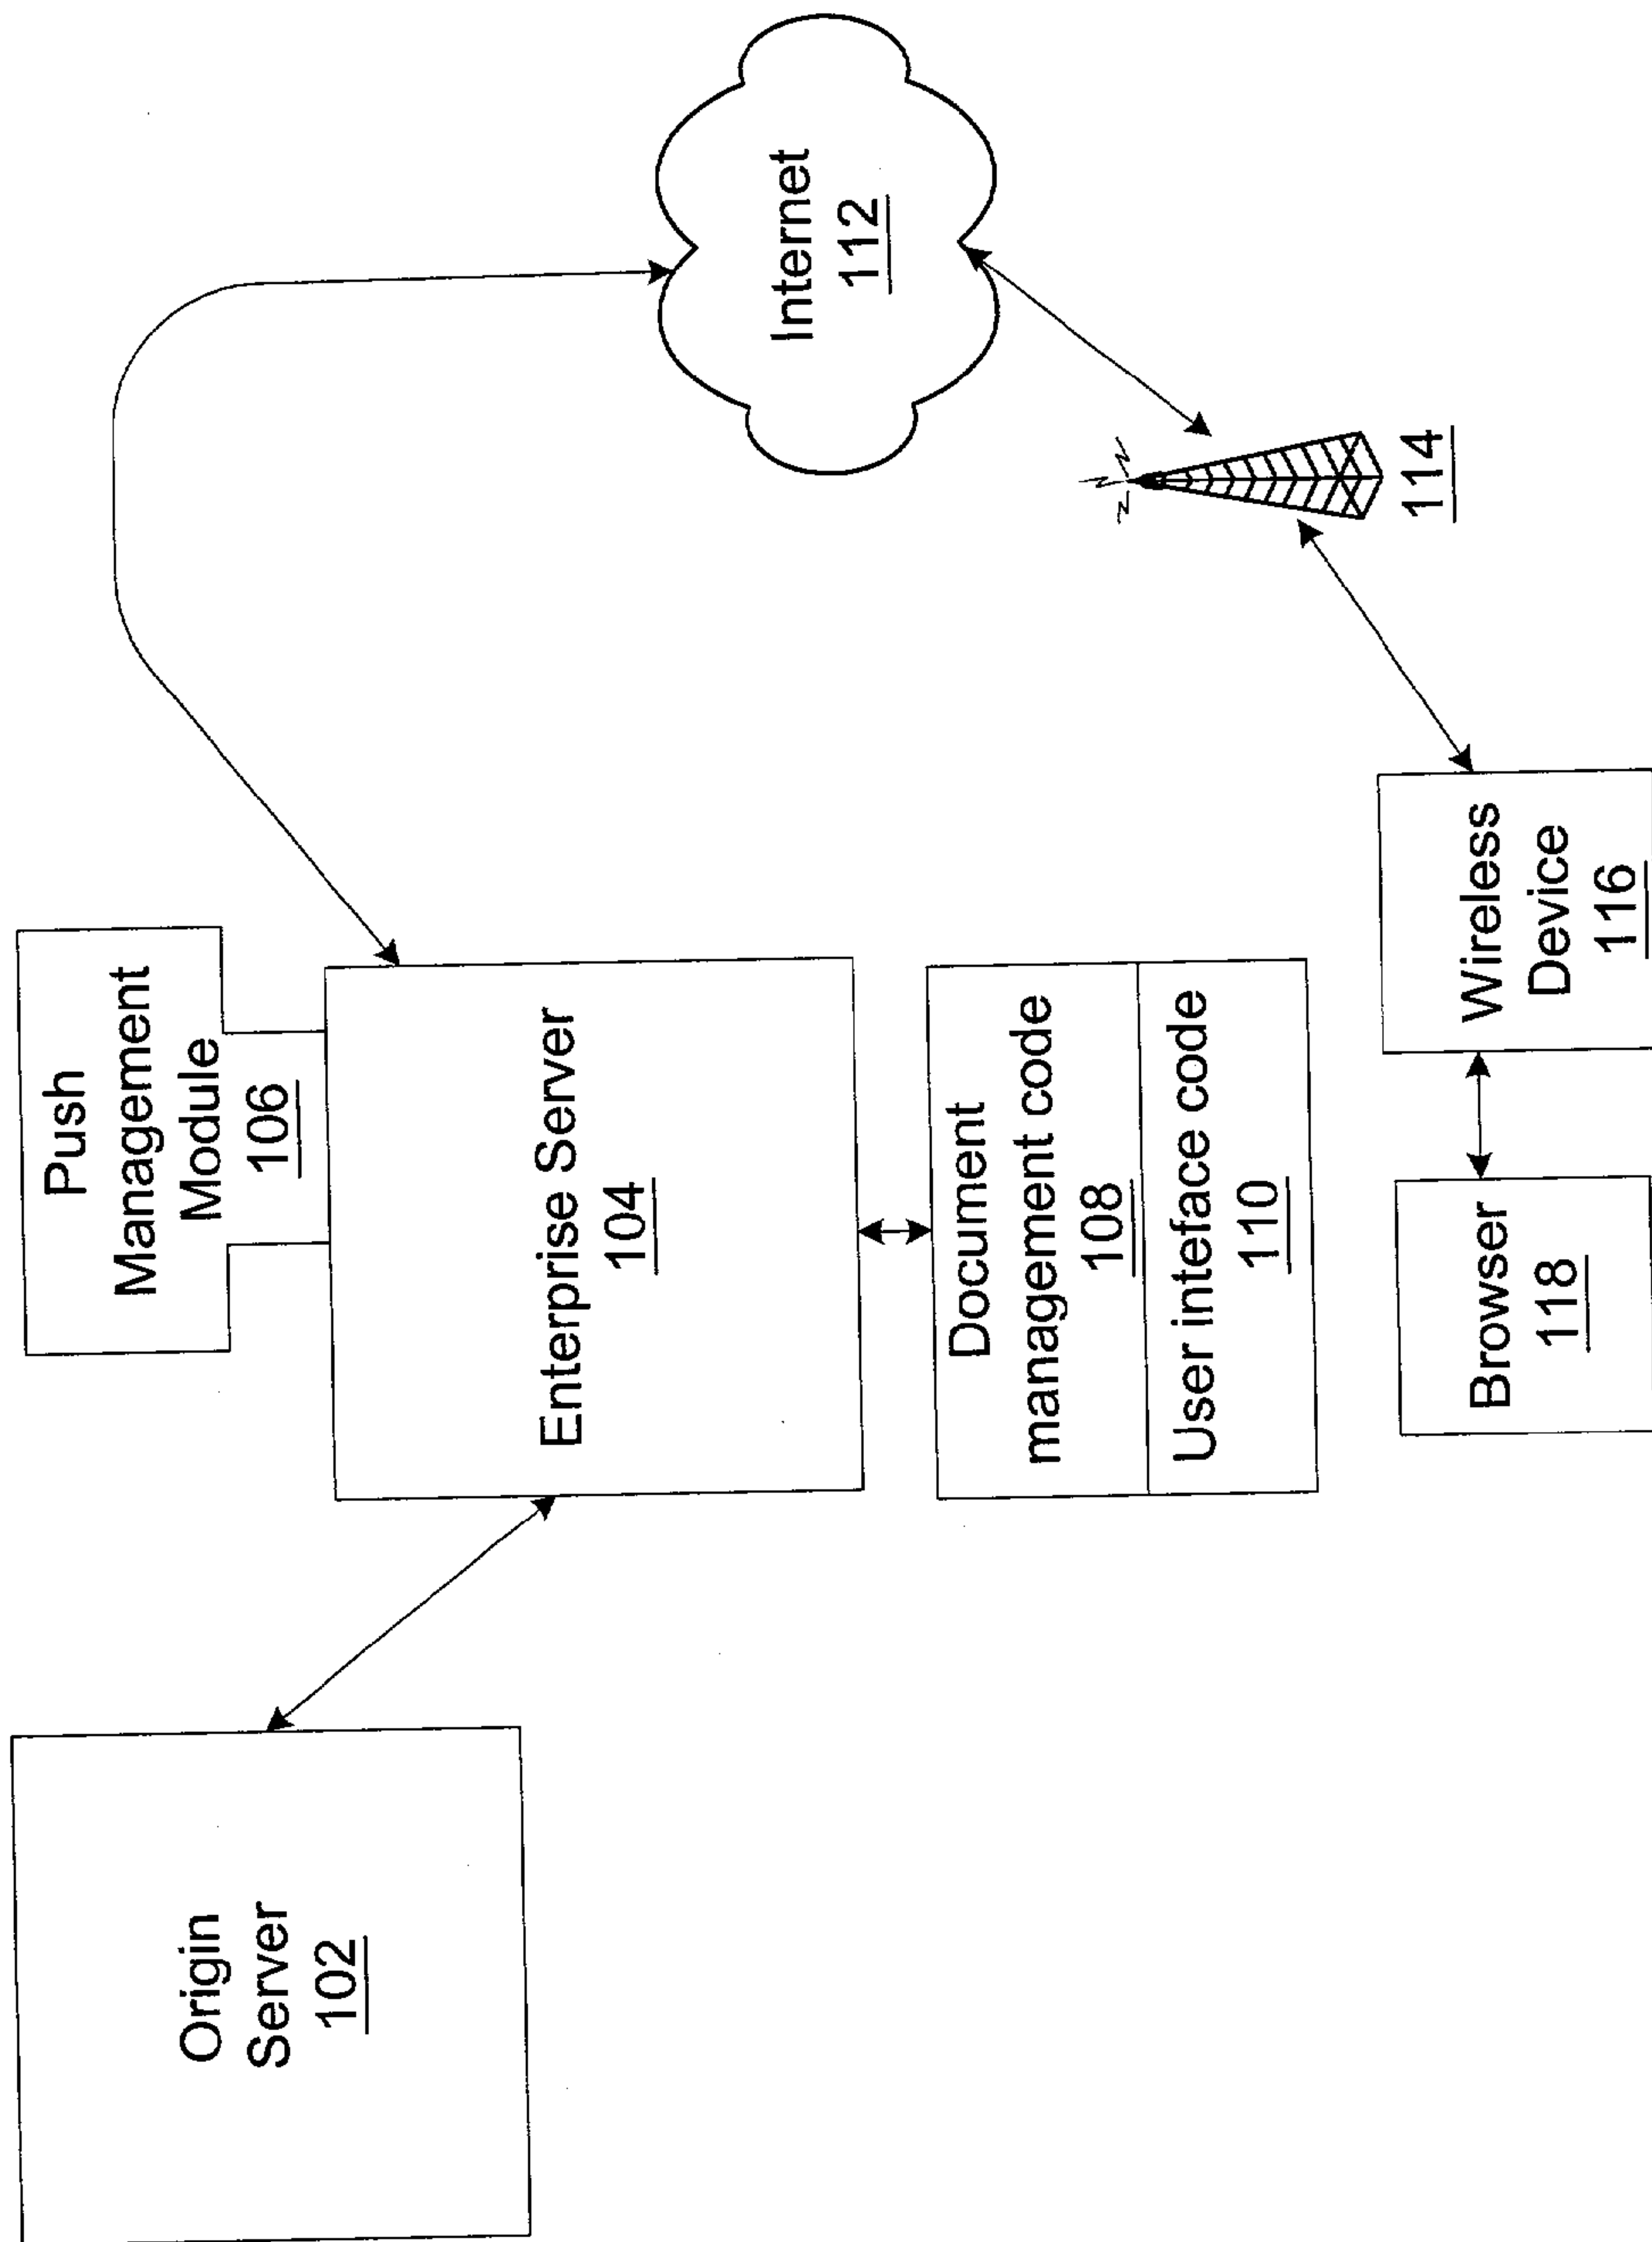 Push
Management
Module
106
Origin
Server
102
Enterprise Server
104
Internet
112
Document
management code
108
User inteface code
110
114
Browser
118
Wireless
Device
116